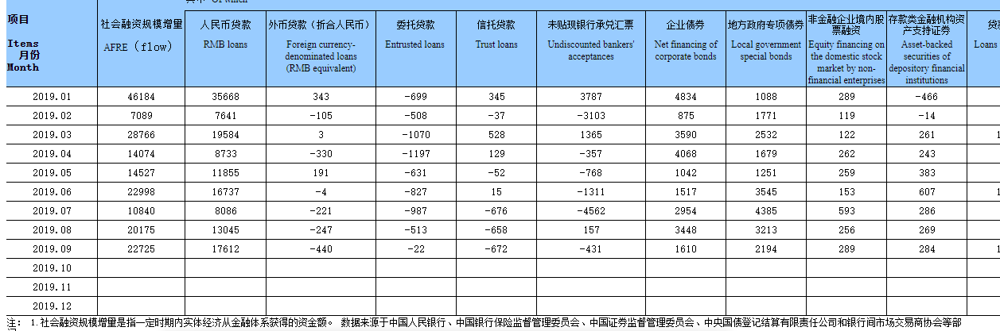 Of which
项目
Items
月份
Month
社会融资规模增量
AFRE（flow）
人民币贷款
RMB loans
外币贷款（折合人民币）
Foreign currency-
denominated loans
(RMB equivalent)
委托贷款
Entrusted loans
信托贷款
Trust loans
未贴现银行承兑汇票
Undiscounted bankers'
acceptances
企业债券
Net financing of
corporate bonds
地方政府专项债券
Local government
special bonds
非金融企业境内股
票融资
Equity financing on
the domestic stock
market by non-
financial enterprises
存款类金融机构资
产支持证券
Asset-backed
securities of
depository financial
institutions
Loans
2019.01 46184 35668 343 -699 345 3787 4834 1088 289 -466
2019.02 7089 7641 -105 -508 -37 -3103 875 1771 119 -14
2019.03 28766 19584 3 -1070 528 1365 3590 2532 122 261 1
2019.04 14074 8733 -330 -1197 129 -357 4068 1679 262 243
2019.05 14527 11855 191 -631 -52 -768 1042 1251 259 383
2019.06 22998 16737 -4 -827 15 -1311 1517 3545 153 607 1
2019.07 10840 8086 -221 -987 -676 -4562 2954 4385 593 286
2019.08 20175 13045 -247 -513 -658 157 3448 3213 256 269
2019.09 22725 17612 -440 -22 -672 -431 1610 2194 289 284 1
2019.10
2019.11
2019.12
注： 1.社会融资规模增量是指一定时期内实体经济从金融体系获得的资金额。 数据来源于中国人民银行、中国银行保险监督管理委员会、中国证券监督管理委员会、中央国债登记结算有限责任公司和银行间市场交易商协会等部